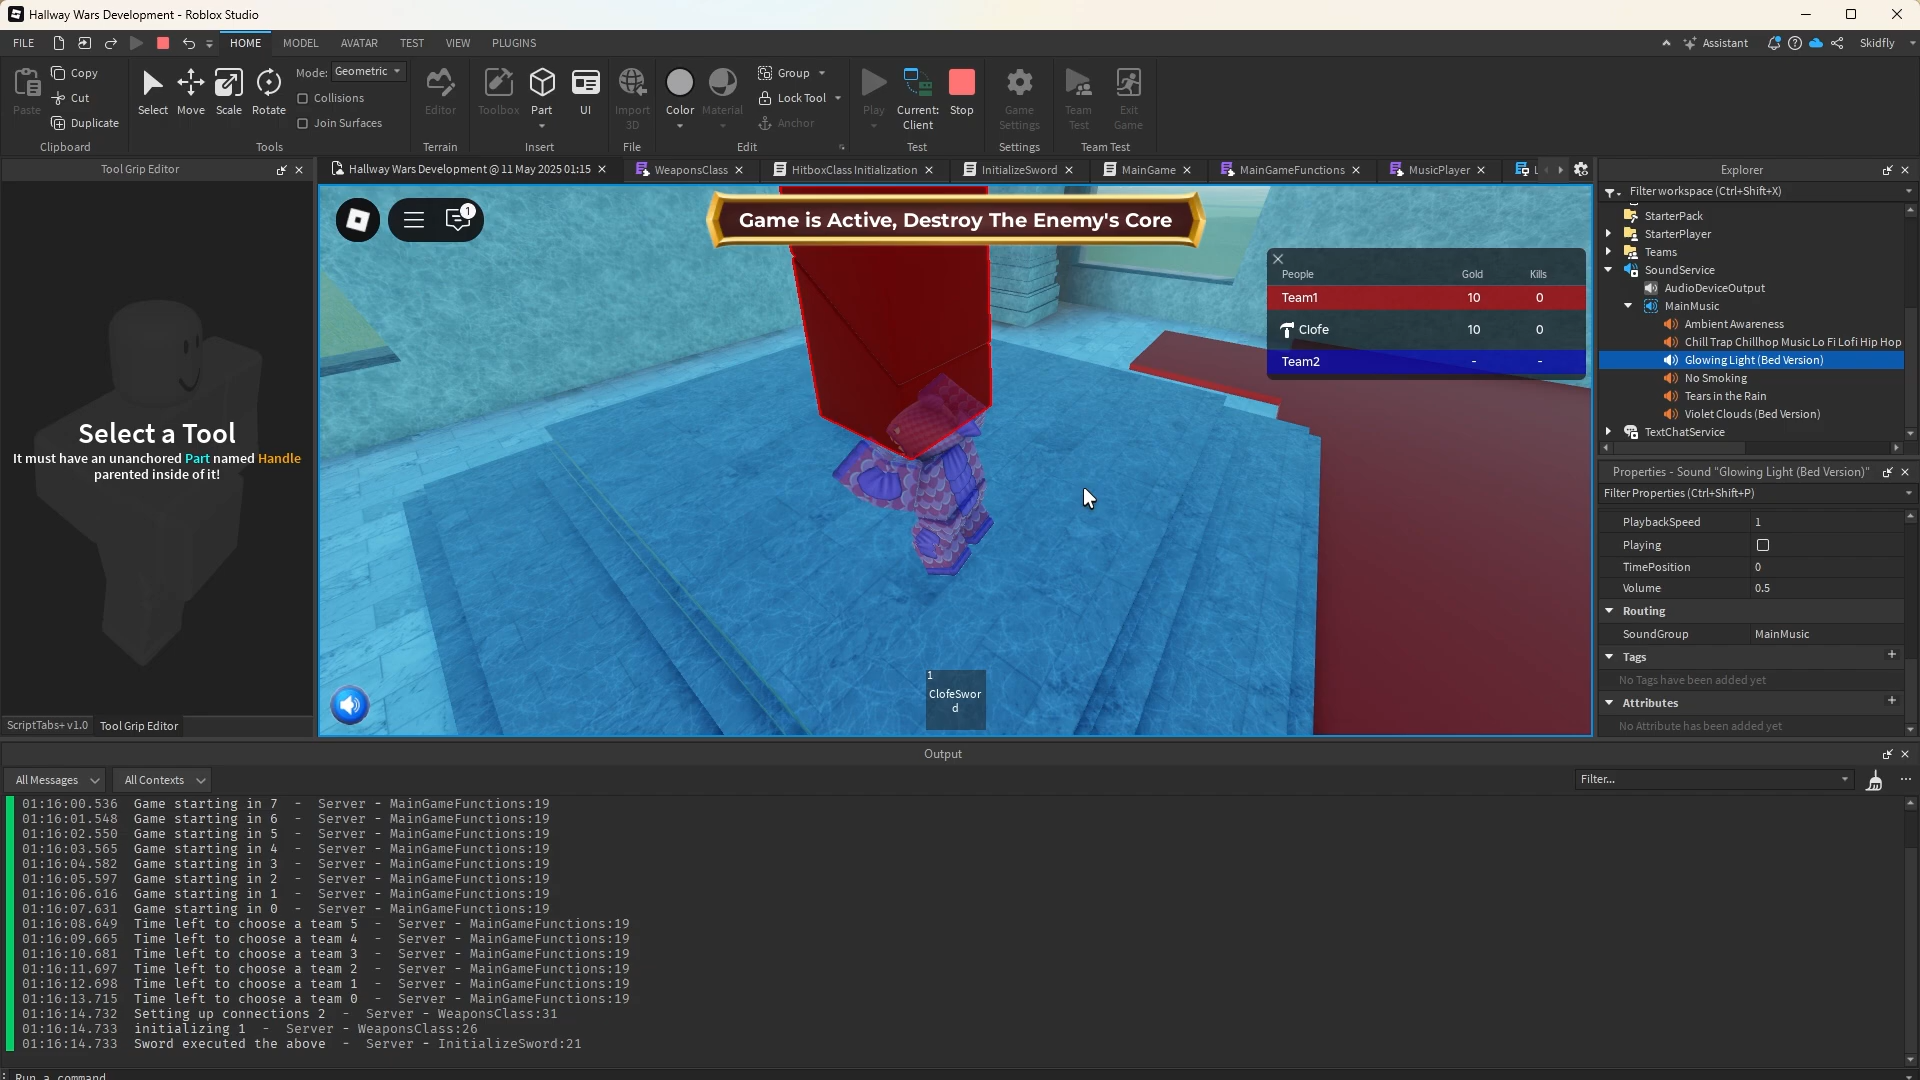 Hallway Wars Development - Roblox Studio
FILE
HOME
MODEL
AVATAR
TEST
VIEW
PLUGINS
Assistant
Skidfly
Paste
Copy
Cut
Duplicate
Clipboard
Select
Move
Scale
Rotate
Mode:
Geometric
Collisions
Join Surfaces
Tools
Editor
Terrain
Toolbox
Part
UI
Insert
Import
3D
File
Color
Material
Group
Lock Tool
Anchor
Edit
Play
Current:
Client
Stop
Test
Game
Settings
Settings
Team
Test
Exit
Game
Team Test
Tool Grip Editor
Hallway Wars Development @ 11 May 2025 01:15
WeaponsClass
HitboxClass Initialization
InitializeSword
MainGame
MainGameFunctions
MusicPlayer
L
Select a Tool
It must have an unanchored Part named Handle
parented inside of it!
ScriptTabs+ v1.0
Tool Grip Editor
1
Game is Active, Destroy The Enemy's Core
People
Gold
Kills
Team1
10
0
Clofe
10
0
Team2
-
-
1
ClofeSwor
d
Explorer
Filter workspace (Ctrl+Shift+X)
StarterPack
StarterPlayer
Teams
SoundService
AudioDeviceOutput
MainMusic
Ambient Awareness
Chill Trap Chillhop Music Lo Fi Lofi Hip Hop
Glowing Light (Bed Version)
No Smoking
Tears in the Rain
Violet Clouds (Bed Version)
TextChatService
Properties - Sound "Glowing Light (Bed Version)"
Filter Properties (Ctrl+Shift+P)
PlaybackSpeed
1
Playing
TimePosition
0
Volume
0.5
Routing
SoundGroup
MainMusic
Tags
No Tags have been added yet
Attributes
No Attribute has been added yet
Output
All Messages
All Contexts
Filter...
01:16:00.536  Game starting in 7  -  Server - MainGameFunctions:19
01:16:01.548  Game starting in 6  -  Server - MainGameFunctions:19
01:16:02.550  Game starting in 5  -  Server - MainGameFunctions:19
01:16:03.565  Game starting in 4  -  Server - MainGameFunctions:19
01:16:04.582  Game starting in 3  -  Server - MainGameFunctions:19
01:16:05.597  Game starting in 2  -  Server - MainGameFunctions:19
01:16:06.616  Game starting in 1  -  Server - MainGameFunctions:19
01:16:07.631  Game starting in 0  -  Server - MainGameFunctions:19
01:16:08.649  Time left to choose a team 5  -  Server - MainGameFunctions:19
01:16:09.665  Time left to choose a team 4  -  Server - MainGameFunctions:19
01:16:10.681  Time left to choose a team 3  -  Server - MainGameFunctions:19
01:16:11.697  Time left to choose a team 2  -  Server - MainGameFunctions:19
01:16:12.698  Time left to choose a team 1  -  Server - MainGameFunctions:19
01:16:13.715  Time left to choose a team 0  -  Server - MainGameFunctions:19
01:16:14.732  Setting up connections 2  -  Server - WeaponsClass:31
01:16:14.733  initializing 1  -  Server - WeaponsClass:26
01:16:14.733  Sword executed the above  -  Server - InitializeSword:21
Run a command